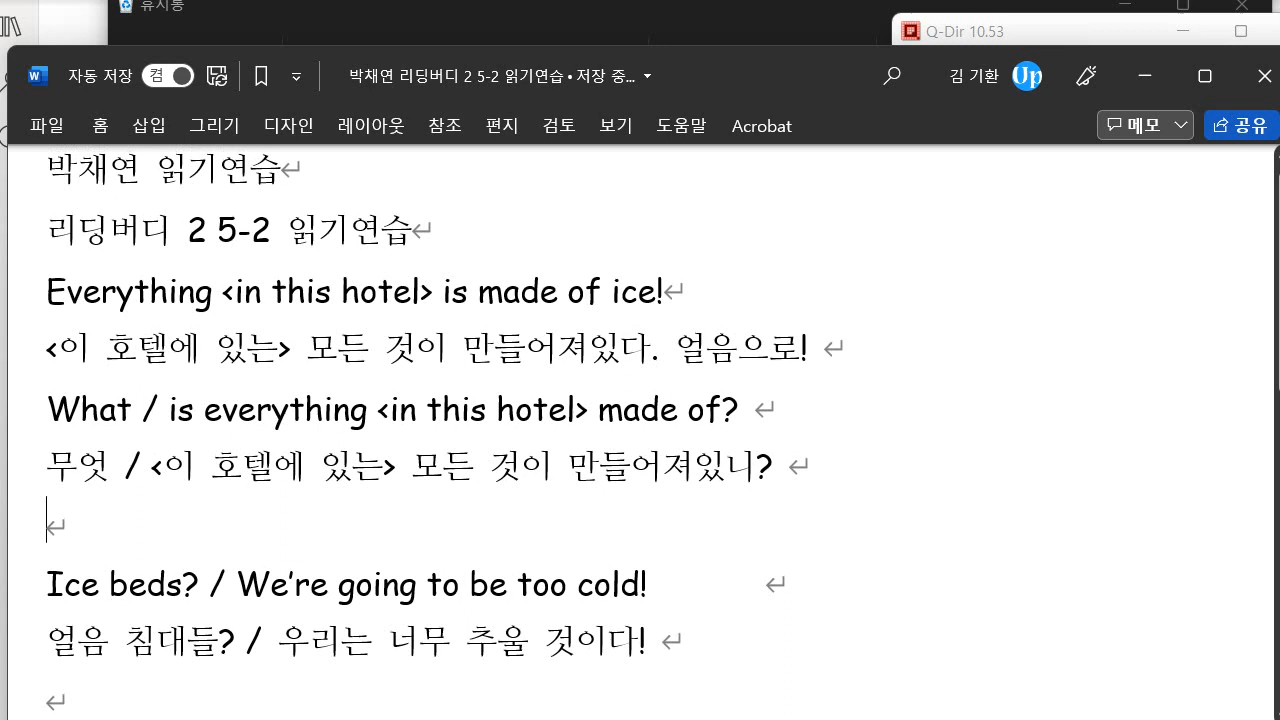 유지통
Q-Dir 10.53
자동 저장 켬 박채연 리딩버디 2 5-2 읽기연습 • 저장 중... 김 기환 Up
파일 홈 삽입 그리기 디자인 레이아웃 참조 편지 검토 보기 도움말 Acrobat 메모 공유
박채연 읽기연습
리딩버디 2 5-2 읽기연습
Everything <in this hotel> is made of ice!
<이 호텔에 있는> 모든 것이 만들어져있다. 얼음으로!
What / is everything <in this hotel> made of?
무엇 / <이 호텔에 있는> 모든 것이 만들어져있니?
Ice beds? / We're going to be too cold!
얼음 침대들? / 우리는 너무 추울 것이다!